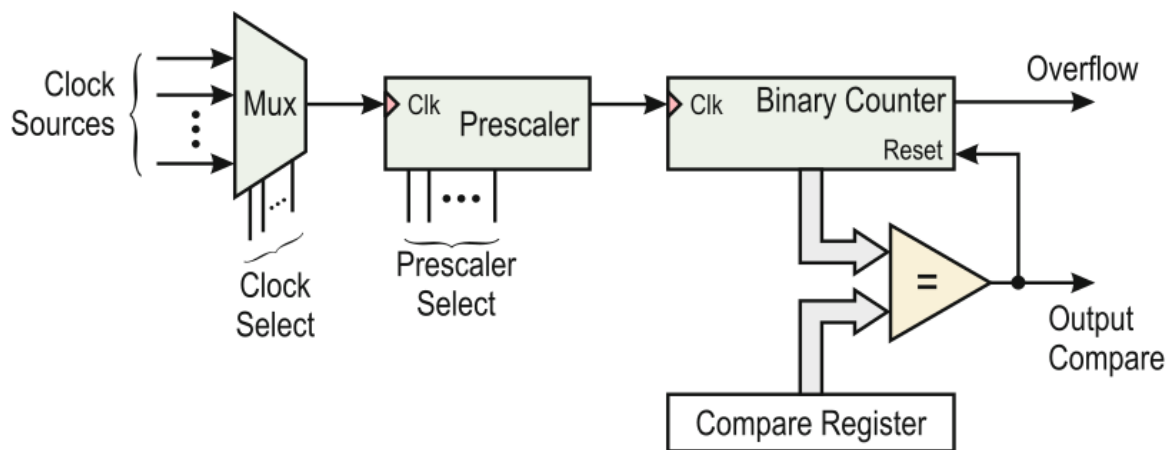 Clock
Sources
Mux
Clock
Select
Clk
Prescaler
Prescaler
Select
Clk
Binary Counter
Reset
Overflow
=
Output
Compare
Compare Register